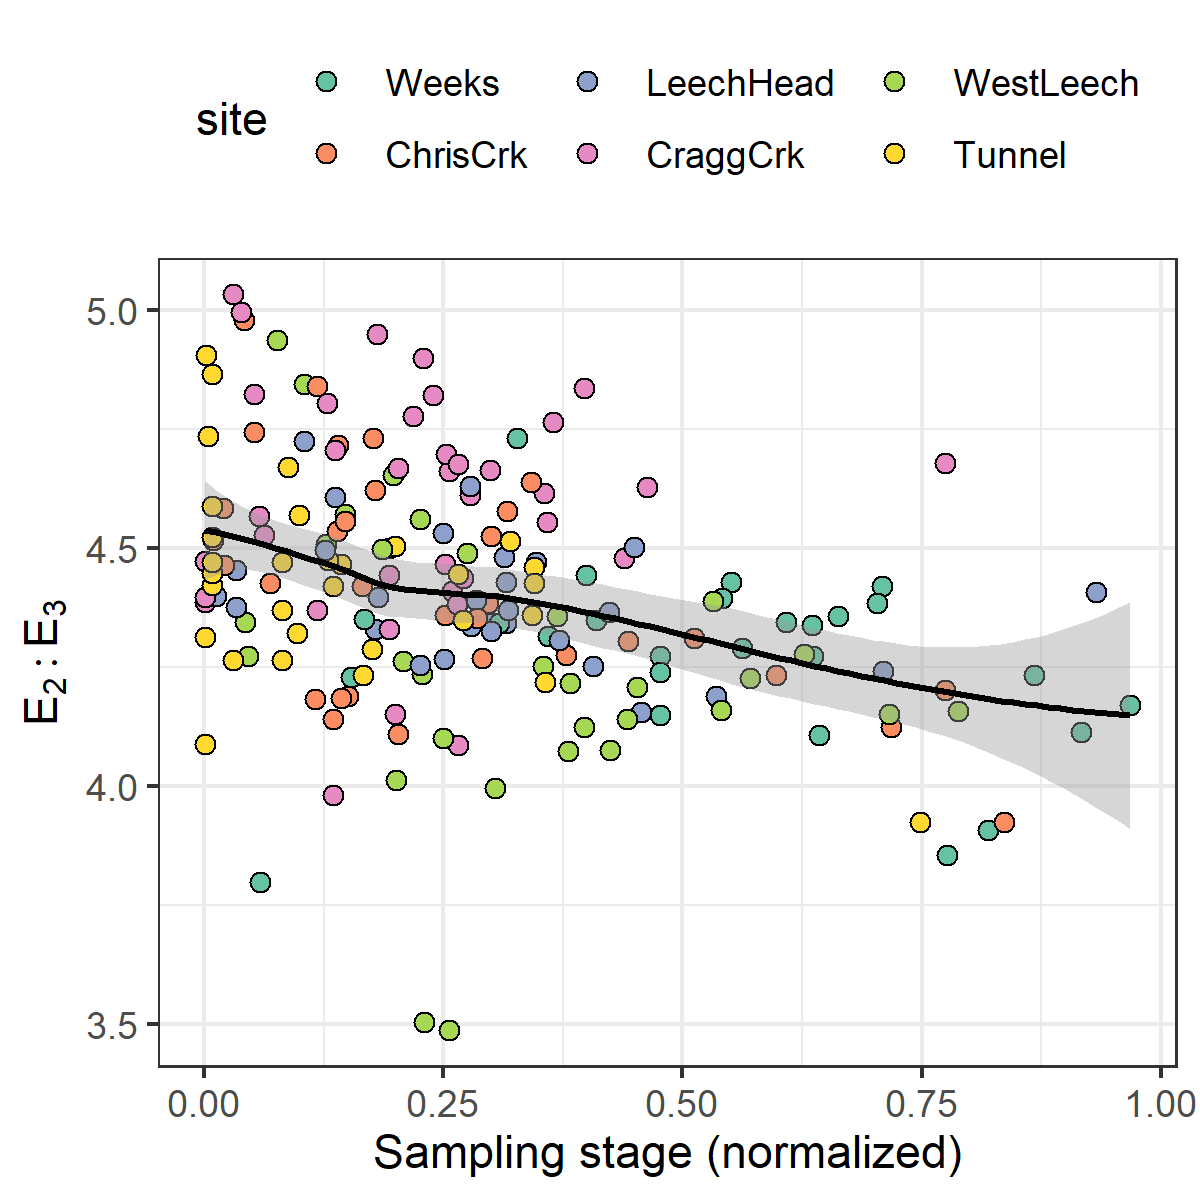 site
Weeks LeechHead WestLeech
ChrisCrk CraggCrk Tunnel
5.0
4.5
4.0
3.5
E₂ : E₃
0.00 0.25 0.50 0.75 1.00
Sampling stage (normalized)